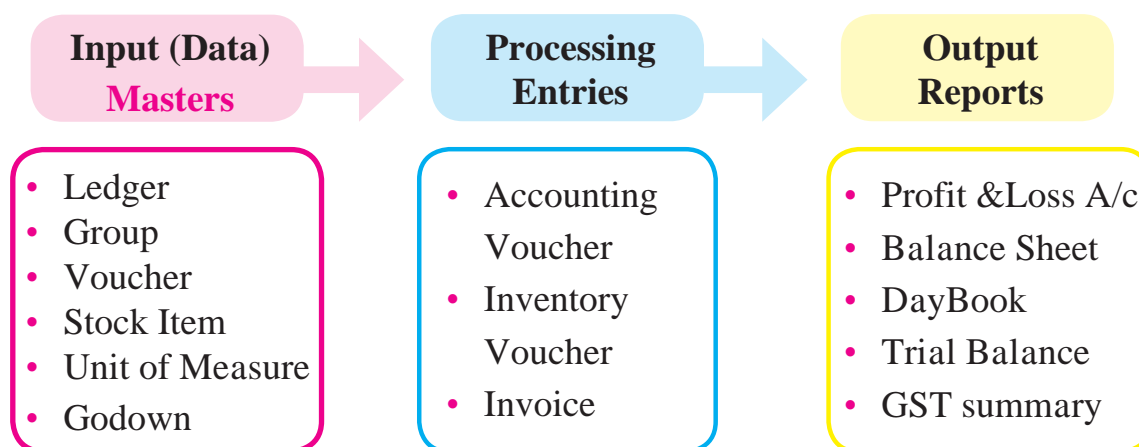 Input (Data)
Masters
Processing
Entries
Output
Reports
• Ledger
• Group
• Voucher
• Stock Item
• Unit of Measure
• Godown
• Accounting
Voucher
• Inventory
Voucher
• Invoice
• Profit &Loss A/c
• Balance Sheet
• DayBook
• Trial Balance
• GST summary